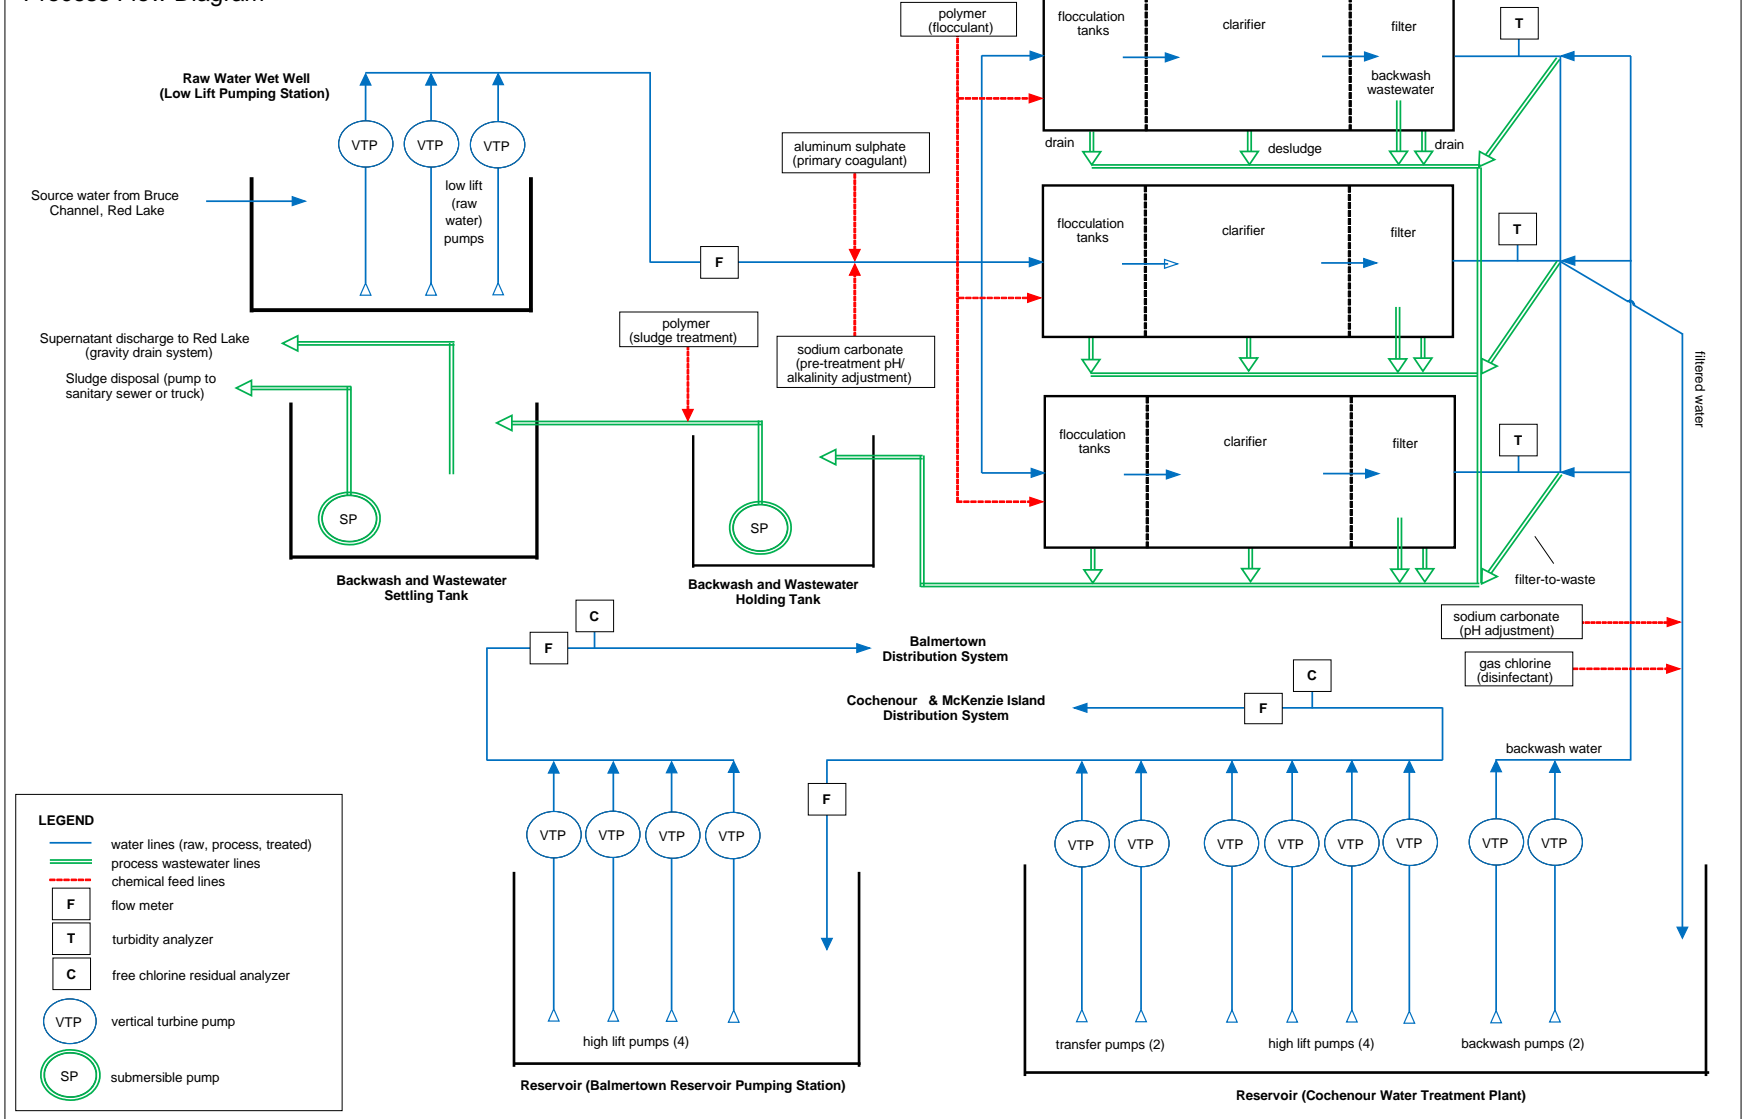 Process Flow Diagram
polymer
(flocculant)
flocculation
tanks
clarifier
filter
T
backwash
wastewater
drain
desludge
drain
Raw Water Wet Well
(Low Lift Pumping Station)
VTP
VTP
VTP
low lift
(raw
water)
pumps
Source water from Bruce
Channel, Red Lake
aluminum sulphate
(primary coagulant)
F
flocculation
tanks
clarifier
filter
T
Supernatant discharge to Red Lake
(gravity drain system)
Sludge disposal (pump to
sanitary sewer or truck)
polymer
(sludge treatment)
sodium carbonate
(pre-treatment pH/
alkalinity adjustment)
filtered water
flocculation
tanks
clarifier
filter
T
SP
SP
Backwash and Wastewater
Settling Tank
Backwash and Wastewater
Holding Tank
filter-to-waste
sodium carbonate
(pH adjustment)
gas chlorine
(disinfectant)
C
F
Balmertown
Distribution System
Cochenour & McKenzie Island
Distribution System
C
F
backwash water
F
VTP
VTP
VTP
VTP
VTP
VTP
VTP
VTP
VTP
VTP
VTP
VTP
high lift pumps (4)
transfer pumps (2)
high lift pumps (4)
backwash pumps (2)
Reservoir (Balmertown Reservoir Pumping Station)
Reservoir (Cochenour Water Treatment Plant)
LEGEND
water lines (raw, process, treated)
process wastewater lines
chemical feed lines
F flow meter
T turbidity analyzer
C free chlorine residual analyzer
VTP vertical turbine pump
SP submersible pump